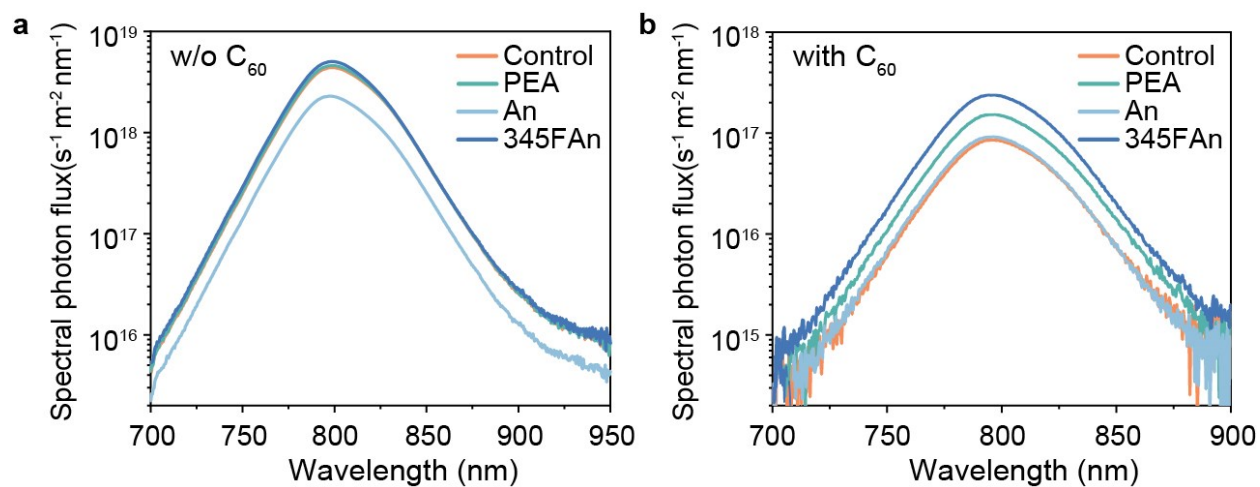 a
w/o C60
Control
PEA
An
345FAn
10^19
10^18
10^17
10^16
Spectral photon flux(s^-1 m^-2 nm^-1)
700 750 800 850 900 950
Wavelength (nm)
b
with C60
Control
PEA
An
345FAn
10^18
10^17
10^16
10^15
Spectral photon flux(s^-1 m^-2 nm^-1)
700 750 800 850 900
Wavelength (nm)